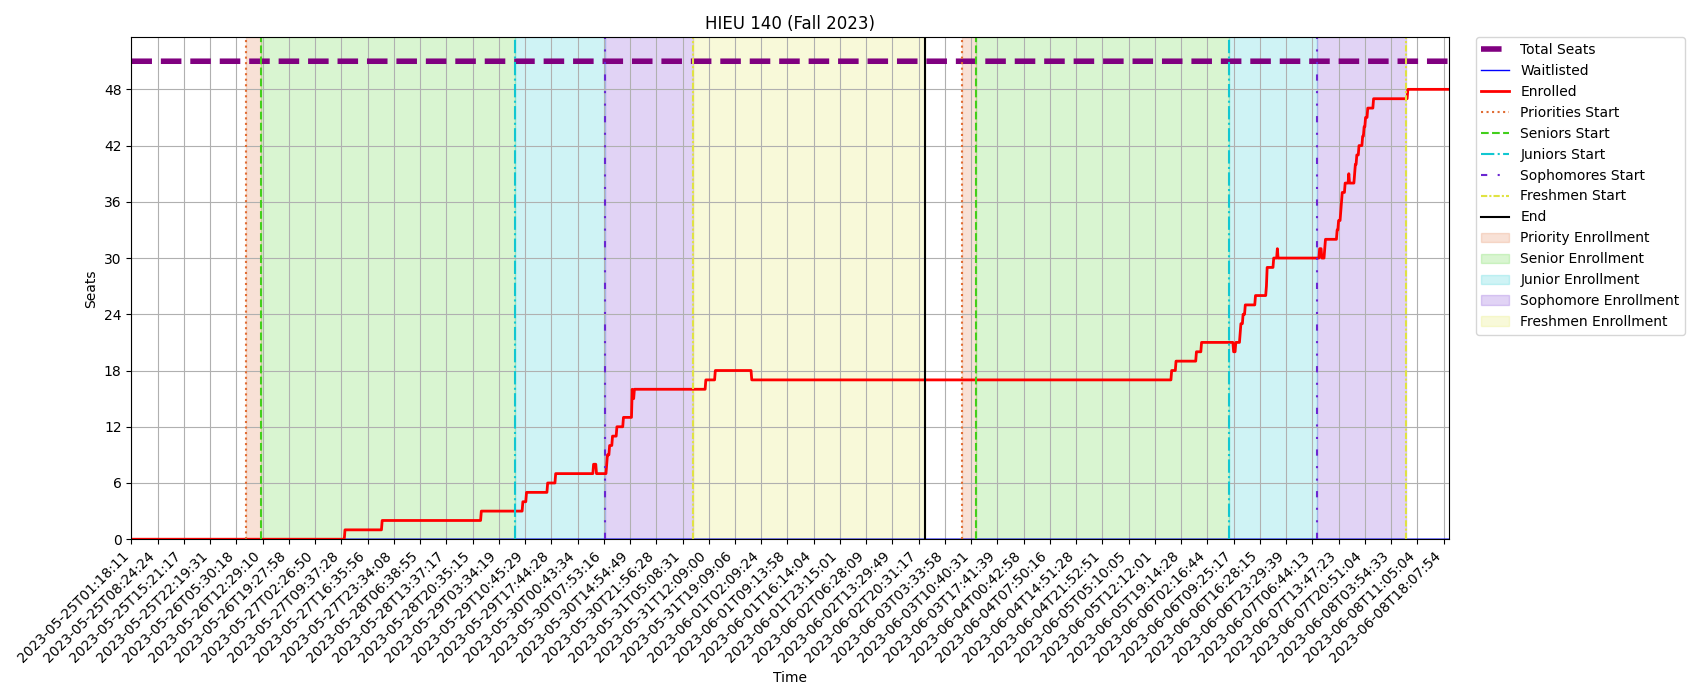 HIEU 140 (Fall 2023)
Seats
48
42
36
30
24
18
12
6
0
2023-05-25T01:18:11
2023-05-25T08:24:24
2023-05-25T15:21:17
2023-05-25T22:19:31
2023-05-26T05:30:18
2023-05-26T12:29:10
2023-05-26T19:27:58
2023-05-27T02:26:50
2023-05-27T09:37:28
2023-05-27T16:35:56
2023-05-27T23:34:08
2023-05-28T06:38:55
2023-05-28T13:37:17
2023-05-28T20:35:15
2023-05-29T03:34:19
2023-05-29T10:45:29
2023-05-29T17:44:28
2023-05-30T00:43:34
2023-05-30T07:53:16
2023-05-30T14:54:49
2023-05-30T21:56:28
2023-05-31T05:08:31
2023-05-31T12:09:00
2023-05-31T19:09:06
2023-06-01T02:09:24
2023-06-01T09:13:58
2023-06-01T16:14:04
2023-06-01T23:15:01
2023-06-02T06:28:09
2023-06-02T13:29:49
2023-06-02T20:31:17
2023-06-03T03:33:58
2023-06-03T10:40:31
2023-06-03T17:41:39
2023-06-04T00:42:58
2023-06-04T07:50:16
2023-06-04T14:51:28
2023-06-04T21:52:51
2023-06-05T05:10:05
2023-06-05T12:12:01
2023-06-05T19:14:28
2023-06-06T02:16:44
2023-06-06T09:25:17
2023-06-06T16:28:15
2023-06-06T23:29:39
2023-06-07T06:44:13
2023-06-07T13:47:23
2023-06-07T20:51:04
2023-06-08T03:54:33
2023-06-08T11:05:04
2023-06-08T18:07:54
Time
Total Seats
Waitlisted
Enrolled
Priorities Start
Seniors Start
Juniors Start
Sophomores Start
Freshmen Start
End
Priority Enrollment
Senior Enrollment
Junior Enrollment
Sophomore Enrollment
Freshmen Enrollment